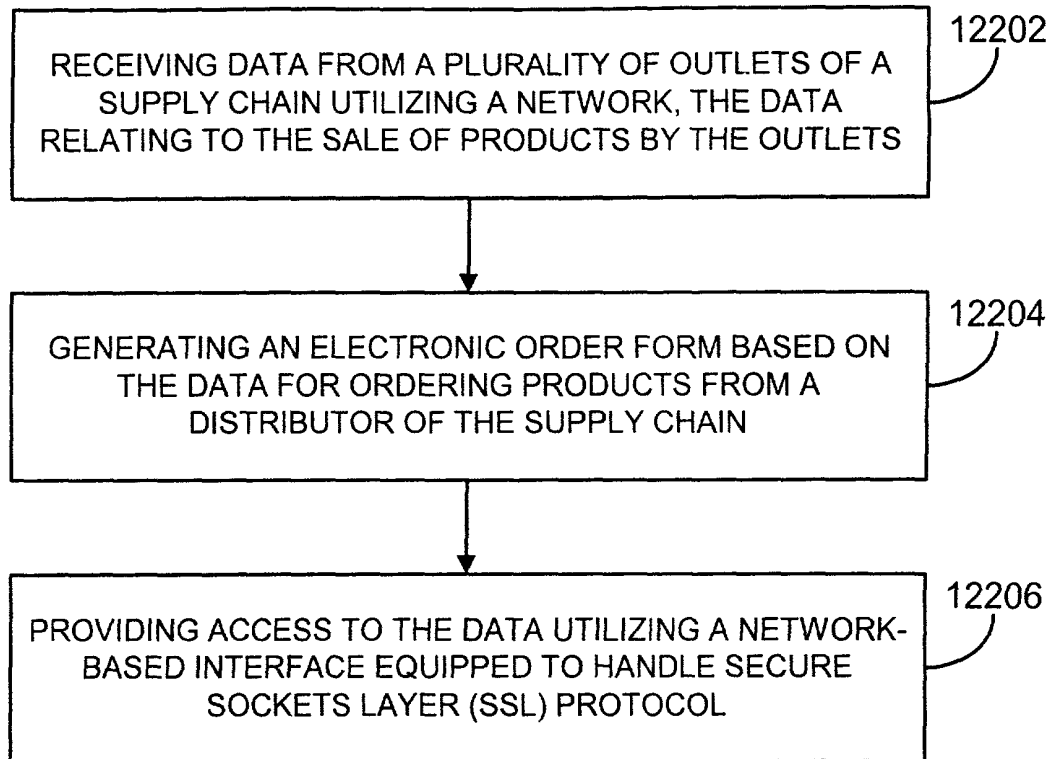 12202
RECEIVING DATA FROM A PLURALITY OF OUTLETS OF A
SUPPLY CHAIN UTILIZING A NETWORK, THE DATA
RELATING TO THE SALE OF PRODUCTS BY THE OUTLETS
12204
GENERATING AN ELECTRONIC ORDER FORM BASED ON
THE DATA FOR ORDERING PRODUCTS FROM A
DISTRIBUTOR OF THE SUPPLY CHAIN
12206
PROVIDING ACCESS TO THE DATA UTILIZING A NETWORK-
BASED INTERFACE EQUIPPED TO HANDLE SECURE
SOCKETS LAYER (SSL) PROTOCOL